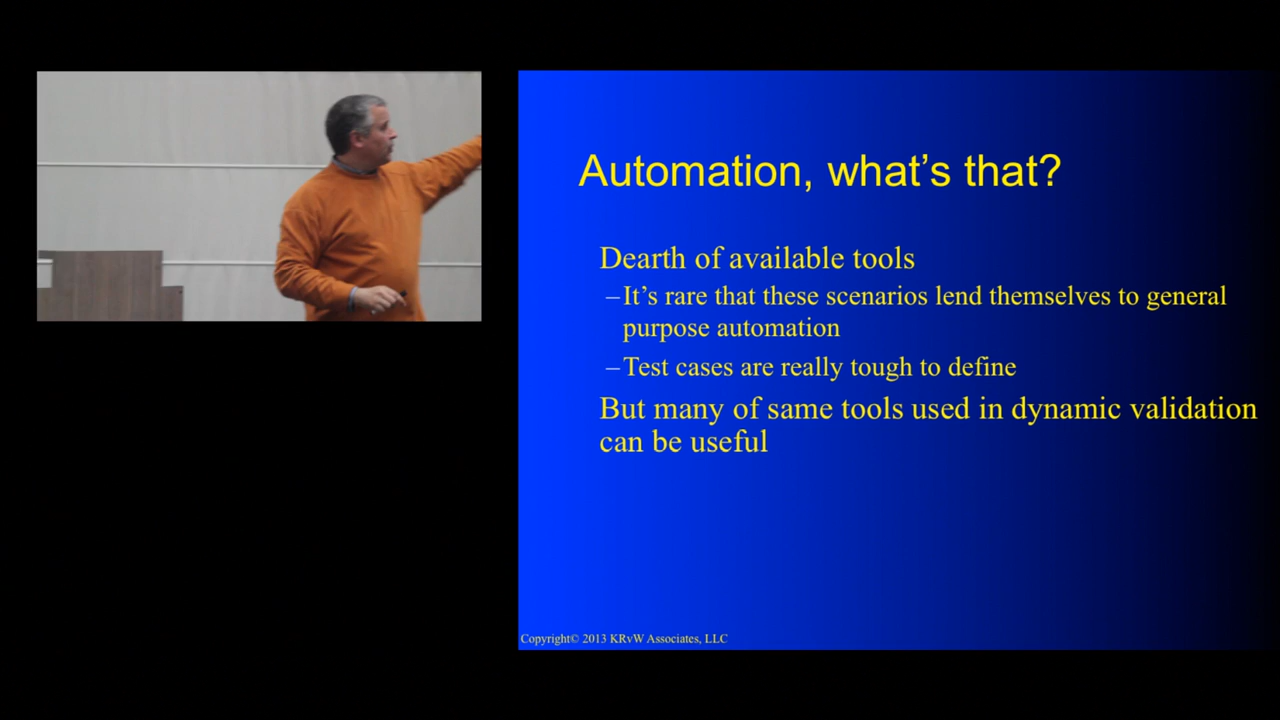 Automation, what's that?
Dearth of available tools
–It's rare that these scenarios lend themselves to general
purpose automation
–Test cases are really tough to define
But many of same tools used in dynamic validation
can be useful
Copyright© 2013 KRvW Associates, LLC